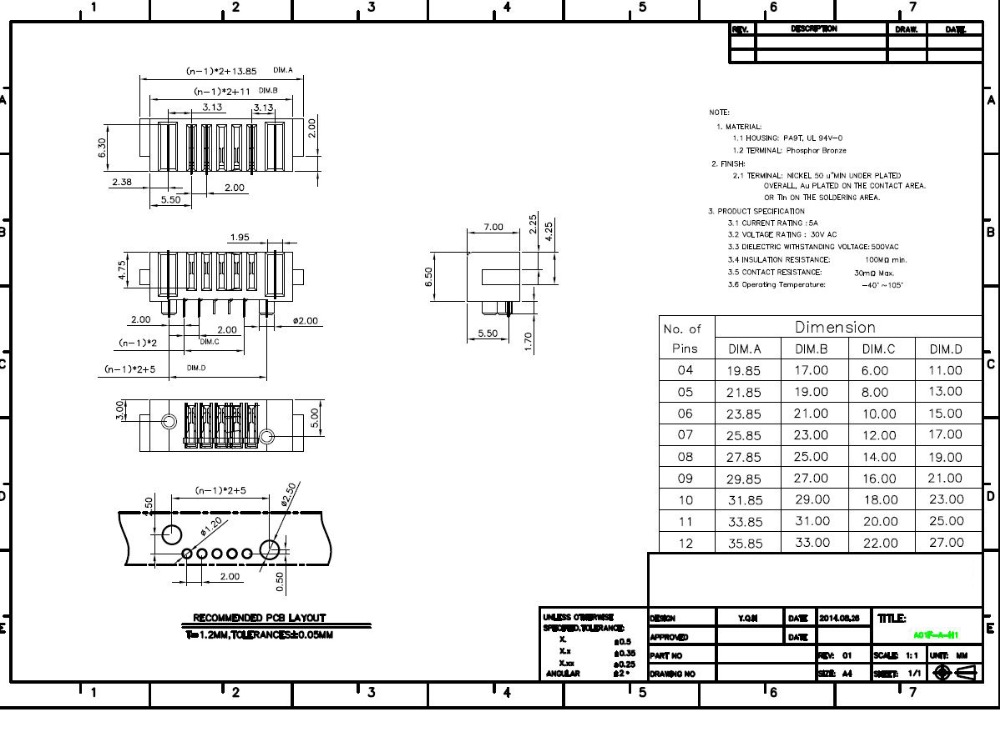 1 2 3 4 5 6 7
REV. DESCRIPTION DRAW. DATE.
A
A
B
B
C
C
D
D
E
E
(n-1)*2+13.85 DIM.A
(n-1)*2+11 DIM.B
3.13 3.13
6.30
2.00
2.38
2.00
5.50
1.95
4.75
2.00 ø2.00
2.00
(n-1)*2 DIM.C
(n-1)*2+5 DIM.D
7.00
2.25
4.25
6.50
5.50
1.70
3.00
5.00
(n-1)*2+5
ø2.50
ø1.20
2.00
0.50
RECOMMENDED PCB LAYOUT
T=1.2MM,TOLERANCES:±0.05MM
NOTE:
1. MATERIAL:
1.1 HOUSING: PA9T, UL 94V-0
1.2 TERMINAL: Phosphor Bronze
2. FINISH:
2.1 TERMINAL: NICKEL 50 u"MIN UNDER PLATED
OVERALL, Au PLATED ON THE CONTACT AREA.
OR Tin ON THE SOLDERING AREA.
3. PRODUCT SPECIFICATION
3.1 CURRENT RATING :5A
3.2 VOLTAGE RATING : 30V AC
3.3 DIELECTRIC WITHSTANDING VOLTAGE:500VAC
3.4 INSULATION RESISTANCE: 100MΩ min.
3.5 CONTACT RESISTANCE: 30mΩ Max.
3.6 Operating Temperature: -40°~105°
No. of Pins Dimension
DIM.A DIM.B DIM.C DIM.D
04 19.85 17.00 6.00 11.00
05 21.85 19.00 8.00 13.00
06 23.85 21.00 10.00 15.00
07 25.85 23.00 12.00 17.00
08 27.85 25.00 14.00 19.00
09 29.85 27.00 16.00 21.00
10 31.85 29.00 18.00 23.00
11 33.85 31.00 20.00 25.00
12 35.85 33.00 22.00 27.00
UNLESS OTHERWISE
SPECIFIED,TOLERANCE:
X. ±0.5
X.x ±0.35
X.xx ±0.25
ANGULAR ±2°
DESIGN Y.QIN DATE 2014.08.26 TITLE:
APPROVED DATE
PART NO REV: 01 SCALE: 1:1 UNIT: MM
DRAWING NO SIZE: A4 SHEET: 1/1
1 2 3 4 5 6 7